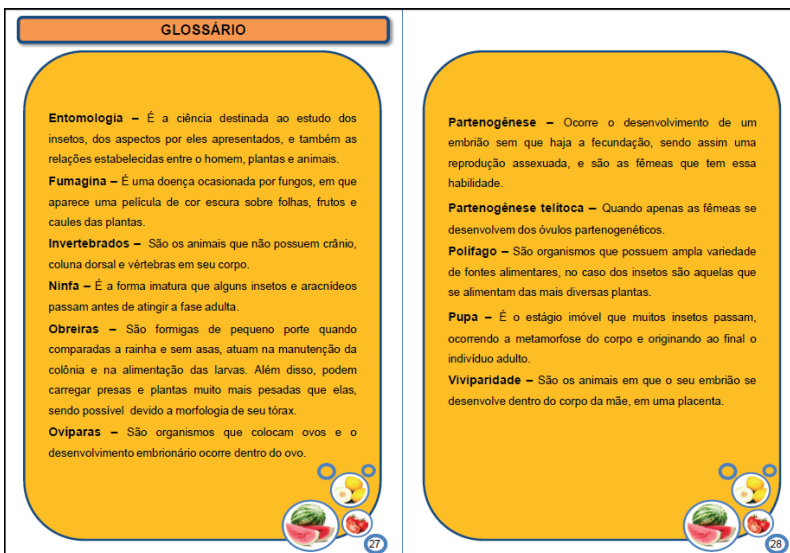 GLOSSÁRIO
Entomologia – É a ciência destinada ao estudo dos
insetos, dos aspectos por eles apresentados, e também as
relações estabelecidas entre o homem, plantas e animais.
Fumagina – É uma doença ocasionada por fungos, em que
aparece uma película de cor escura sobre folhas, frutos e
caules das plantas.
Invertebrados – São os animais que não possuem crânio,
coluna dorsal e vértebras em seu corpo.
Ninfa – É a forma imatura que alguns insetos e aracnídeos
passam antes de atingir a fase adulta.
Obreiras – São formigas de pequeno porte quando
comparadas a rainha e sem asas, atuam na manutenção da
colônia e na alimentação das larvas. Além disso, podem
carregar presas e plantas muito mais pesadas que elas,
sendo possível devido a morfologia de seu tórax.
Ovíparas – São organismos que colocam ovos e o
desenvolvimento embrionário ocorre dentro do ovo.
27
Partenogênese – Ocorre o desenvolvimento de um
embrião sem que haja a fecundação, sendo assim uma
reprodução assexuada, e são as fêmeas que tem essa
habilidade.
Partenogênese telítoca – Quando apenas as fêmeas se
desenvolvem dos óvulos partenogenéticos.
Polífago – São organismos que possuem ampla variedade
de fontes alimentares, no caso dos insetos são aquelas que
se alimentam das mais diversas plantas.
Pupa – É o estágio imóvel que muitos insetos passam,
ocorrendo a metamorfose do corpo e originando ao final o
indivíduo adulto.
Viviparidade – São os animais em que o seu embrião se
desenvolve dentro do corpo da mãe, em uma placenta.
28